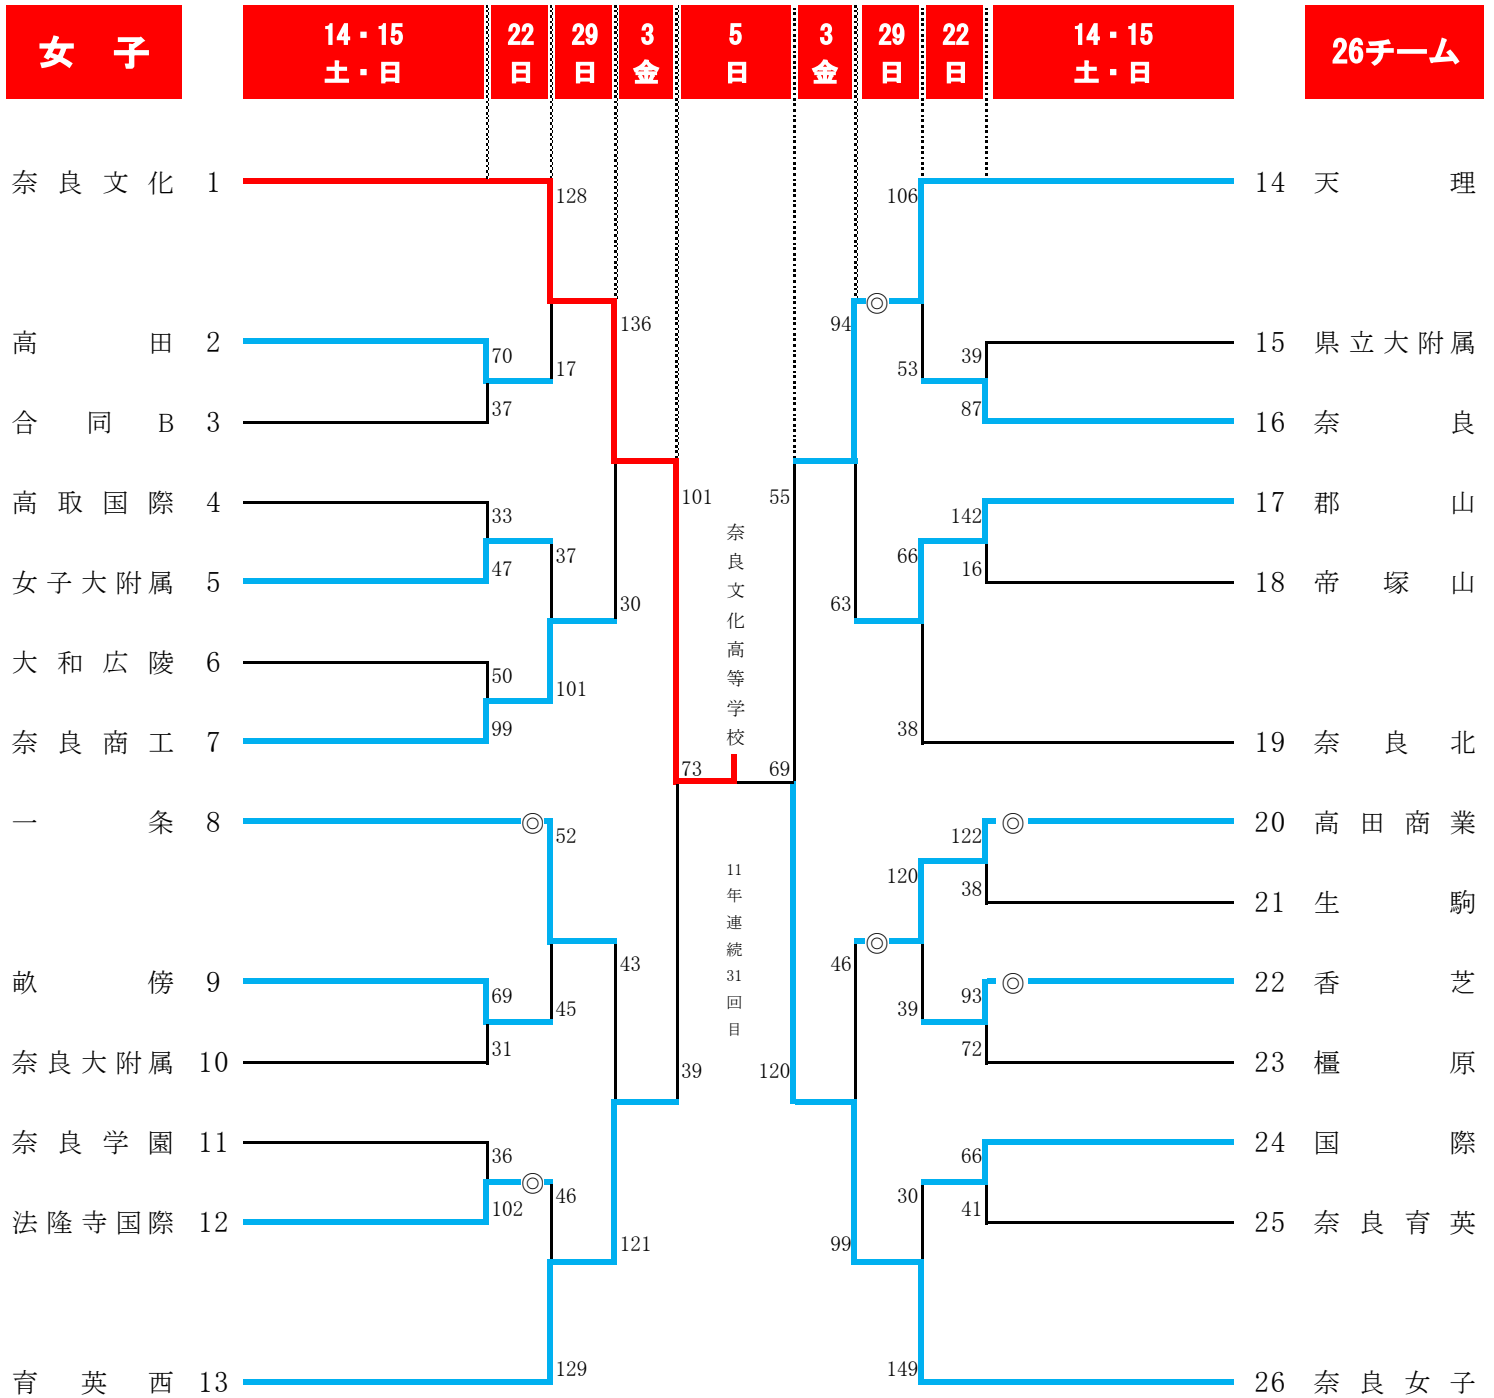 女 子
14・15
土・日
22
日
29
日
3
金
5
日
3
金
29
日
22
日
14・15
土・日
26チーム
奈良文化 1
高田 2
合同B 3
高取国際 4
女子大附属 5
大和広陵 6
奈良商工 7
一条 8
畝傍 9
奈良大附属 10
奈良学園 11
法隆寺国際 12
育英西 13
128
70
17
37
33
37
47
50
101
99
◎
52
69
45
31
36
◎
46
102
129
136
30
43
121
101
39
73
奈良文化高等学校
11年連続31回目
69
55
120
94
63
46
99
◎
106
53
39
87
142
66
16
38
122
◎
120
38
◎
93
◎
39
72
66
30
41
149
14 天理
15 県立大附属
16 奈良
17 郡山
18 帝塚山
19 奈良北
20 高田商業
21 生駒
22 香芝
23 橿原
24 国際
25 奈良育英
26 奈良女子